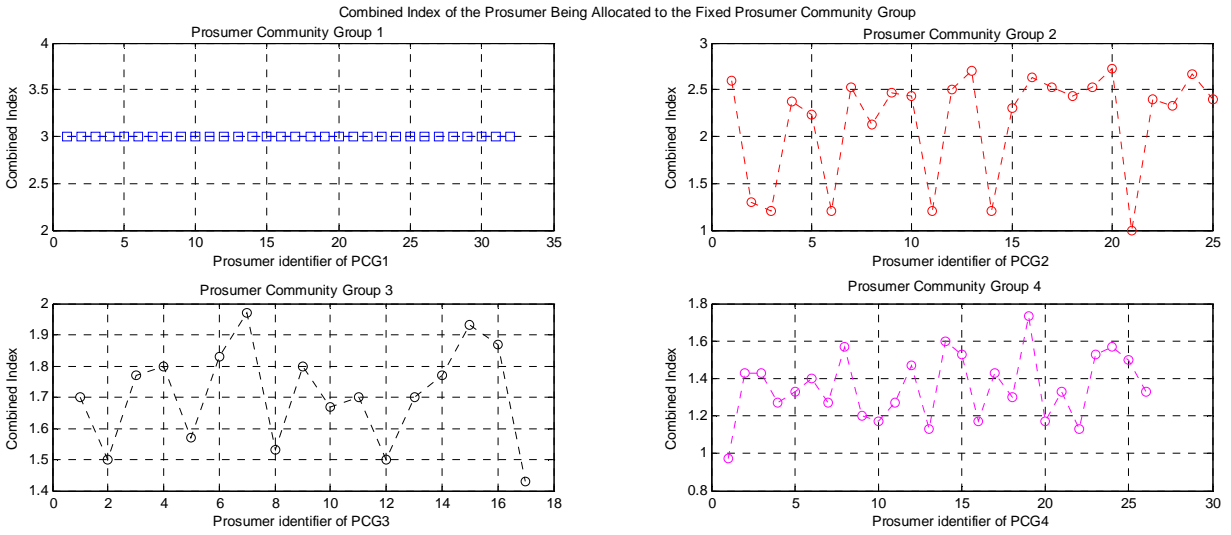 Combined Index of the Prosumer Being Allocated to the Fixed Prosumer Community Group
Prosumer Community Group 1
4
3.5
3
2.5
2
Combined Index
0 5 10 15 20 25 30 35
Prosumer identifier of PCG1
Prosumer Community Group 2
3
2.5
2
1.5
1
Combined Index
0 5 10 15 20 25
Prosumer identifier of PCG2
Prosumer Community Group 3
2
1.9
1.8
1.7
1.6
1.5
1.4
Combined Index
0 2 4 6 8 10 12 14 16 18
Prosumer identifier of PCG3
Prosumer Community Group 4
1.8
1.6
1.4
1.2
1
0.8
Combined Index
0 5 10 15 20 25 30
Prosumer identifier of PCG4